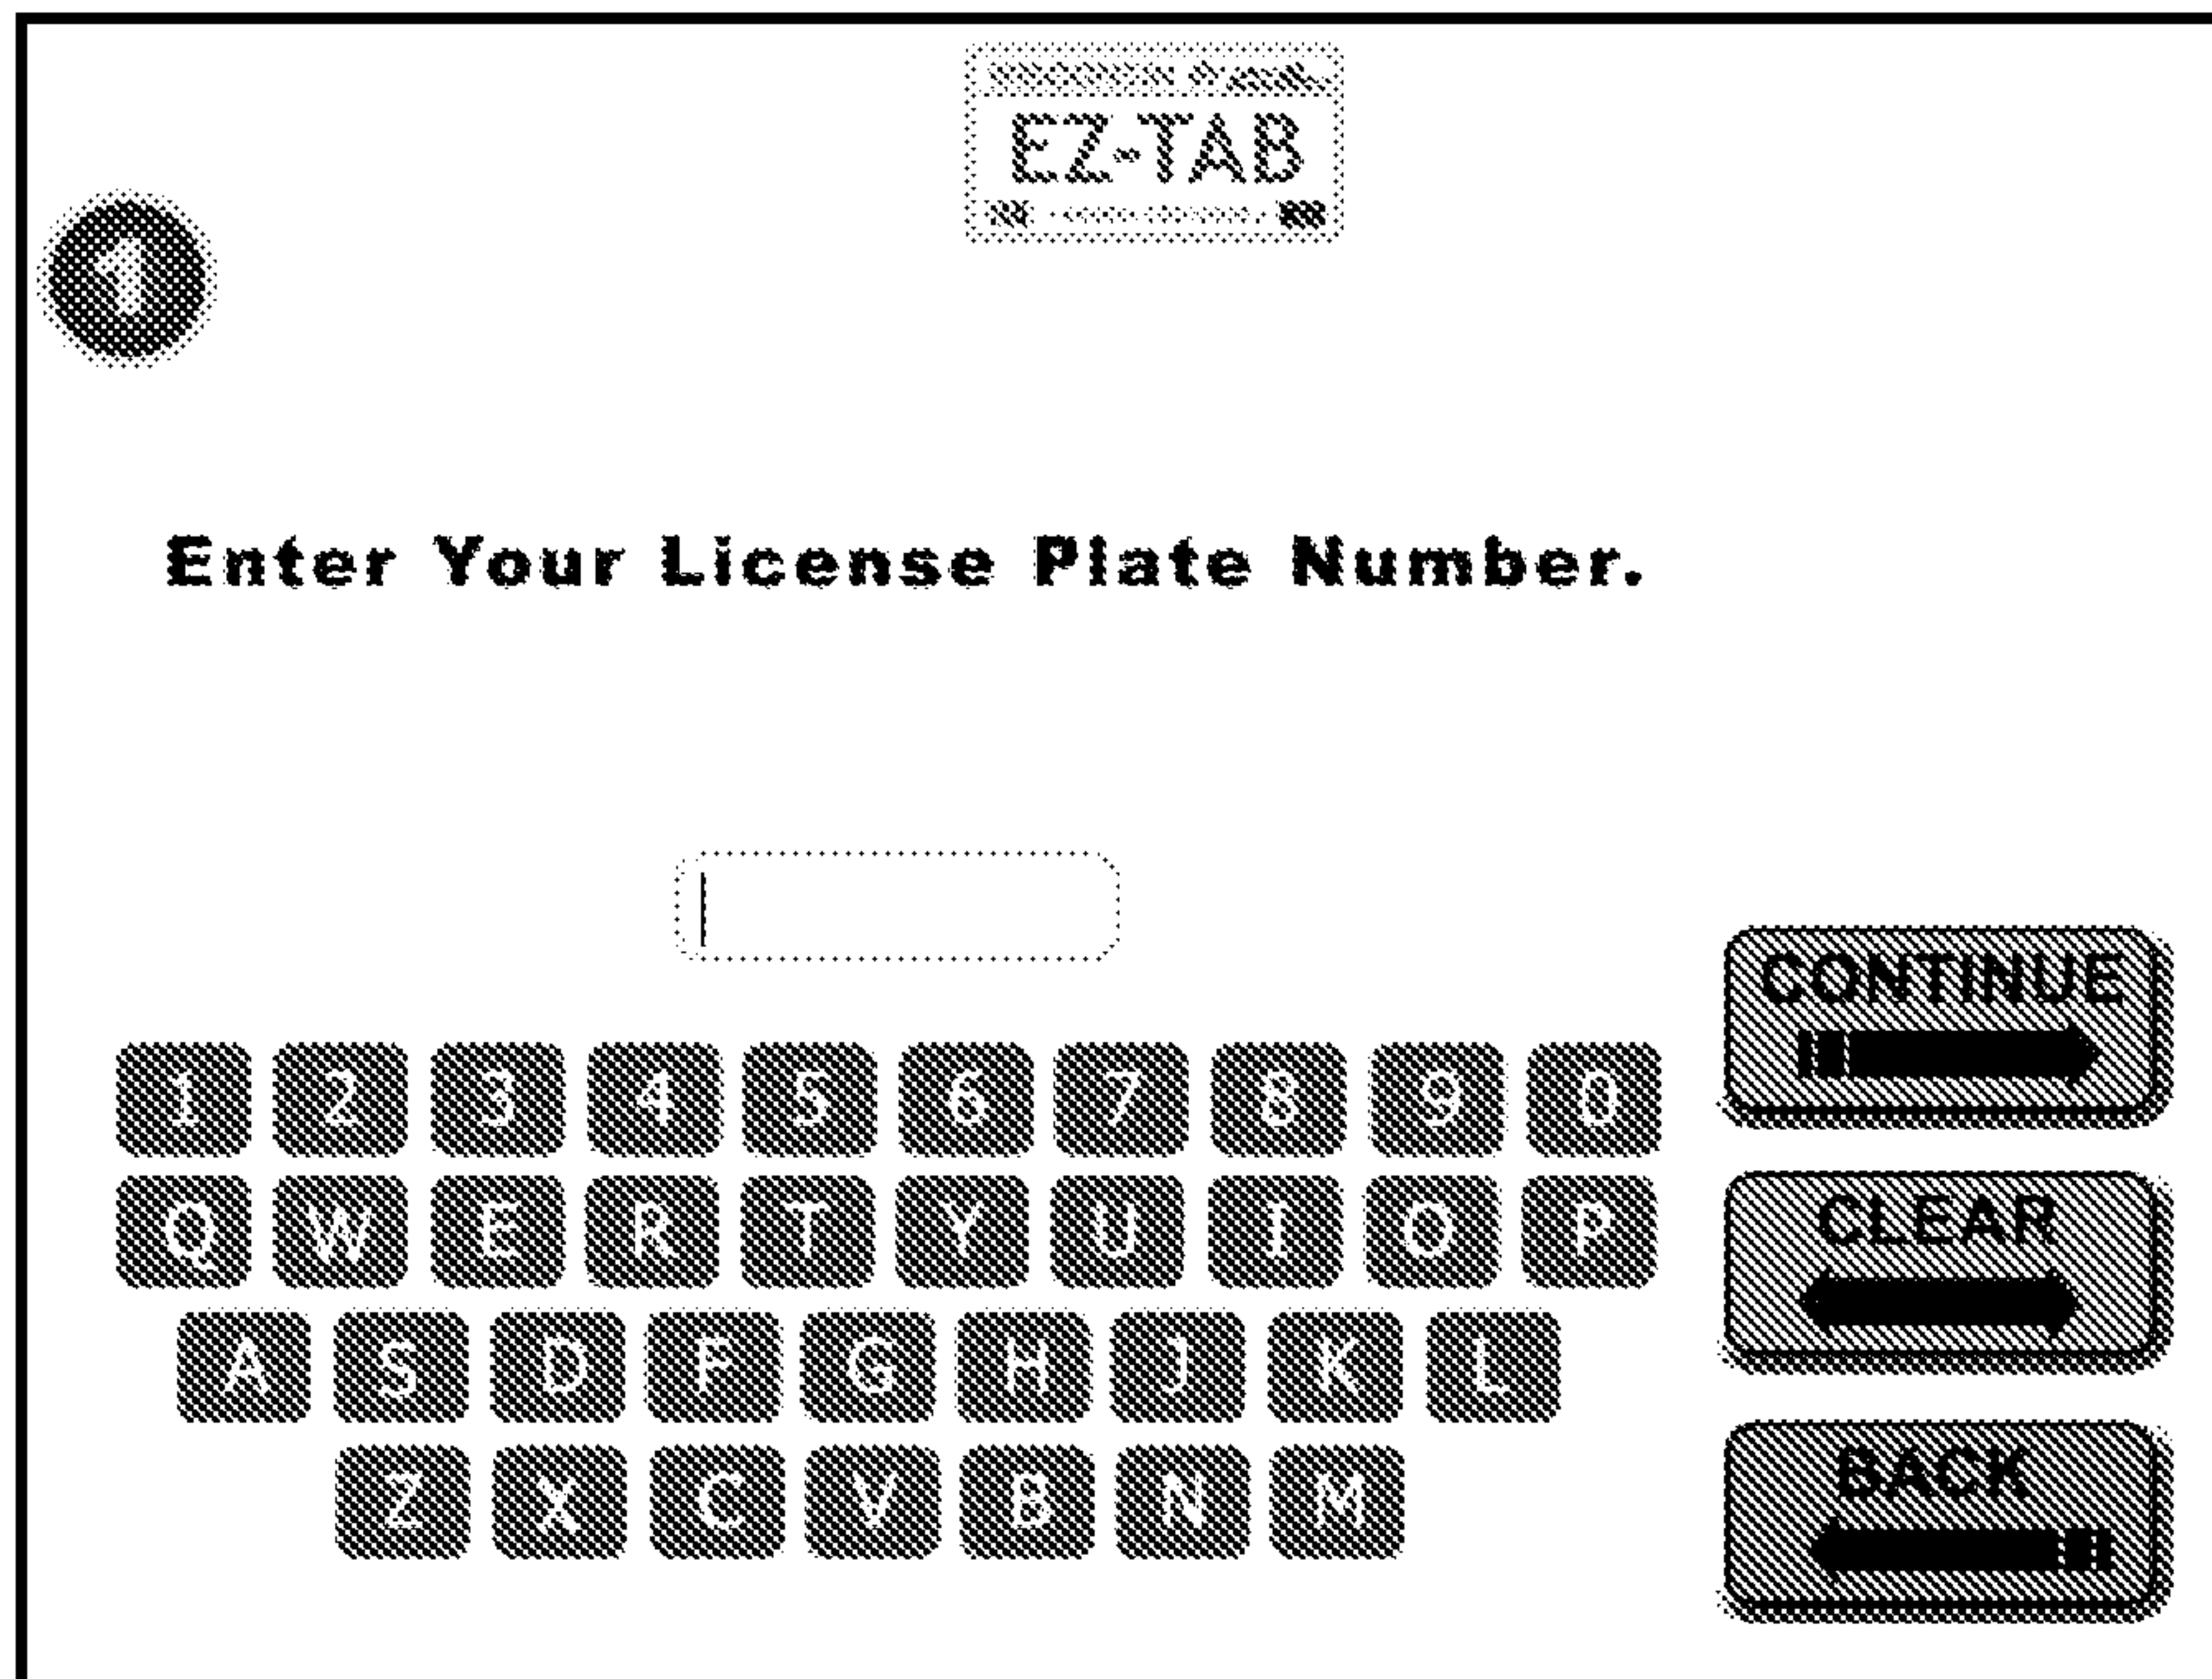 EZ-TAB
1
Enter Your License Plate Number.
CONTINUE
1 2 3 4 5 6 7 8 9 0
Q W E R T Y U I O P
CLEAR
A S D F G H J K L
Z X C V B N M
BACK